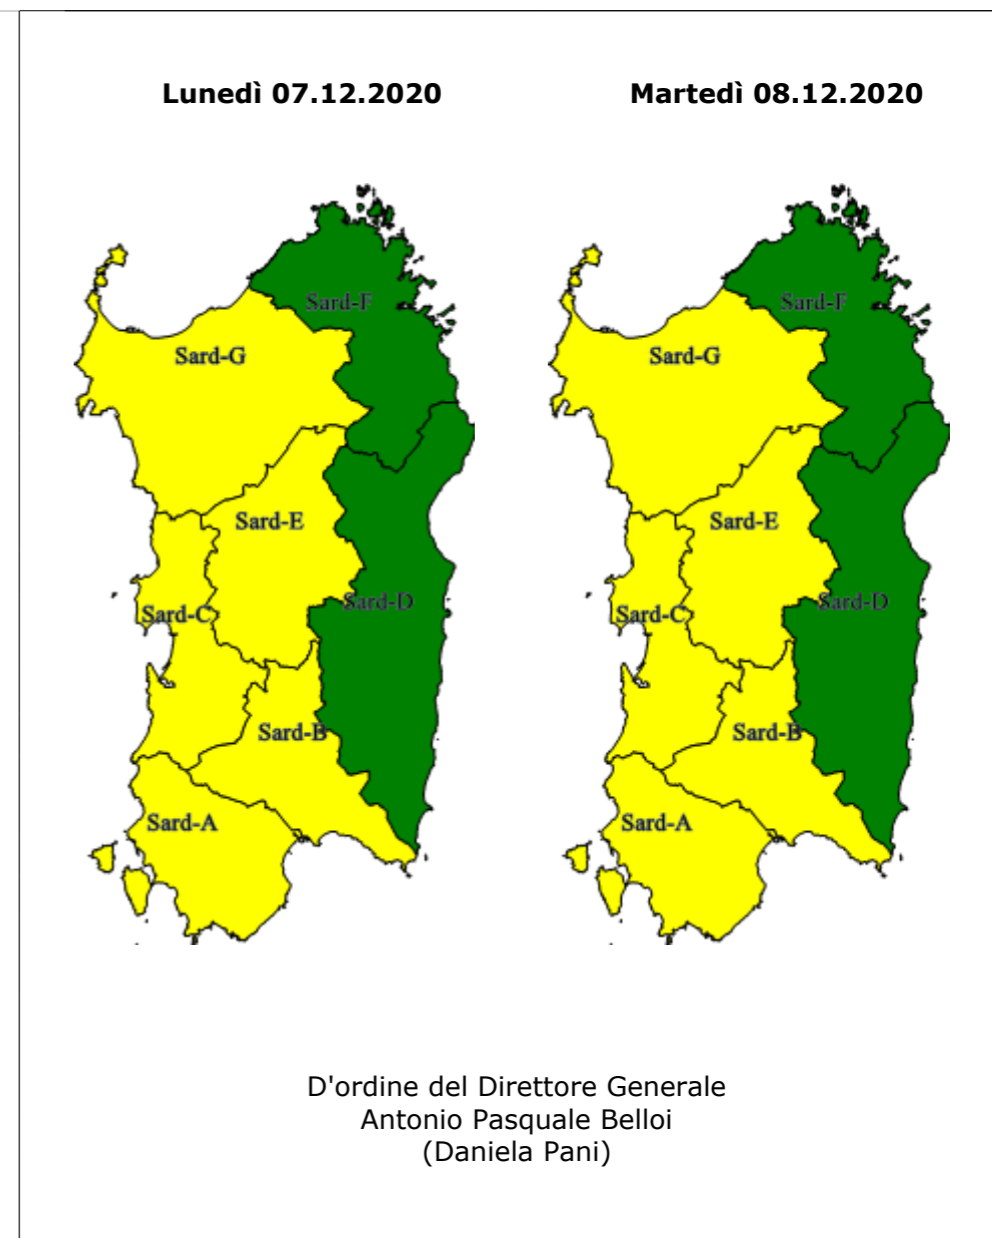 Lunedì 07.12.2020
Martedì 08.12.2020
Sard-F
Sard-G
Sard-E
Sard-D
Sard-C
Sard-B
Sard-A
Sard-F
Sard-G
Sard-E
Sard-D
Sard-C
Sard-B
Sard-A
D'ordine del Direttore Generale
Antonio Pasquale Belloi
(Daniela Pani)